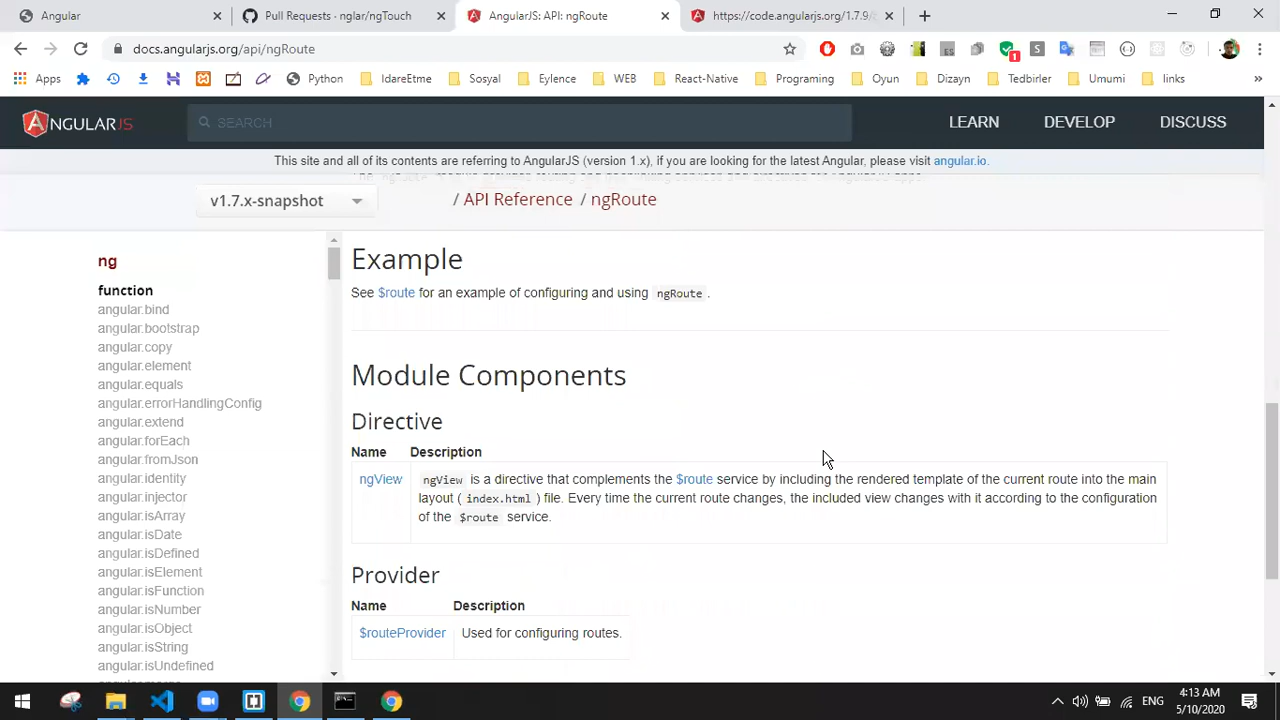 Angular
Pull Requests · nglar/ngTouch
AngularJS: API: ngRoute
https://code.angularjs.org/1.7.9/
docs.angularjs.org/api/ngRoute
1
Apps
Python
IdareEtme
Sosyal
Eylence
WEB
React-Native
Programing
Oyun
Dizayn
Tedbirler
Umumi
links
»
ANGULARJS
SEARCH
LEARN
DEVELOP
DISCUSS
This site and all of its contents are referring to AngularJS (version 1.x), if you are looking for the latest Angular, please visit angular.io.
v1.7.x-snapshot
/ API Reference / ngRoute
ng
function
angular.bind
angular.bootstrap
angular.copy
angular.element
angular.equals
angular.errorHandlingConfig
angular.extend
angular.forEach
angular.fromJson
angular.identity
angular.injector
angular.isArray
angular.isDate
angular.isDefined
angular.isElement
angular.isFunction
angular.isNumber
angular.isObject
angular.isString
angular.isUndefined
Example
See $route for an example of configuring and using ngRoute .
Module Components
Directive
Name Description
ngView
ngView is a directive that complements the $route service by including the rendered template of the current route into the main
layout ( index.html ) file. Every time the current route changes, the included view changes with it according to the configuration
of the $route service.
Provider
Name Description
$routeProvider Used for configuring routes.
ENG
4:13 AM
5/10/2020